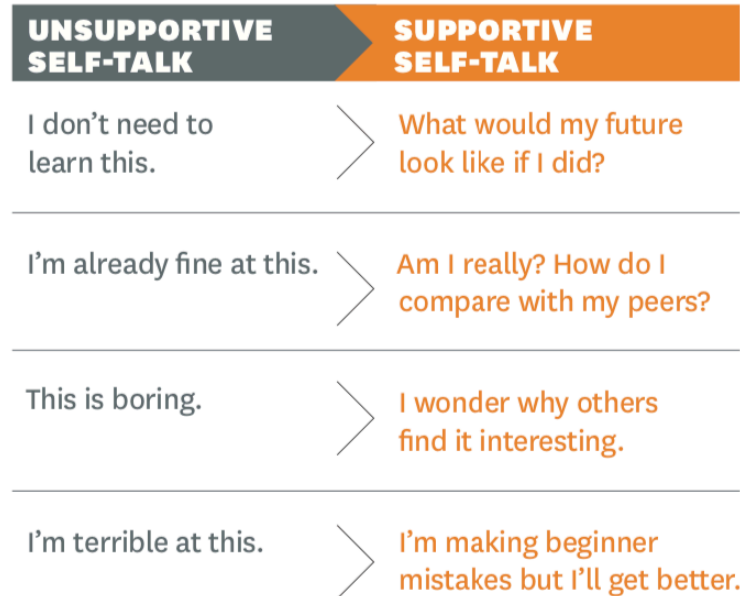 UNSUPPORTIVE
SELF-TALK
SUPPORTIVE
SELF-TALK
I don’t need to
learn this.
What would my future
look like if I did?
I’m already fine at this.
Am I really? How do I
compare with my peers?
This is boring.
I wonder why others
find it interesting.
I’m terrible at this.
I’m making beginner
mistakes but I’ll get better.